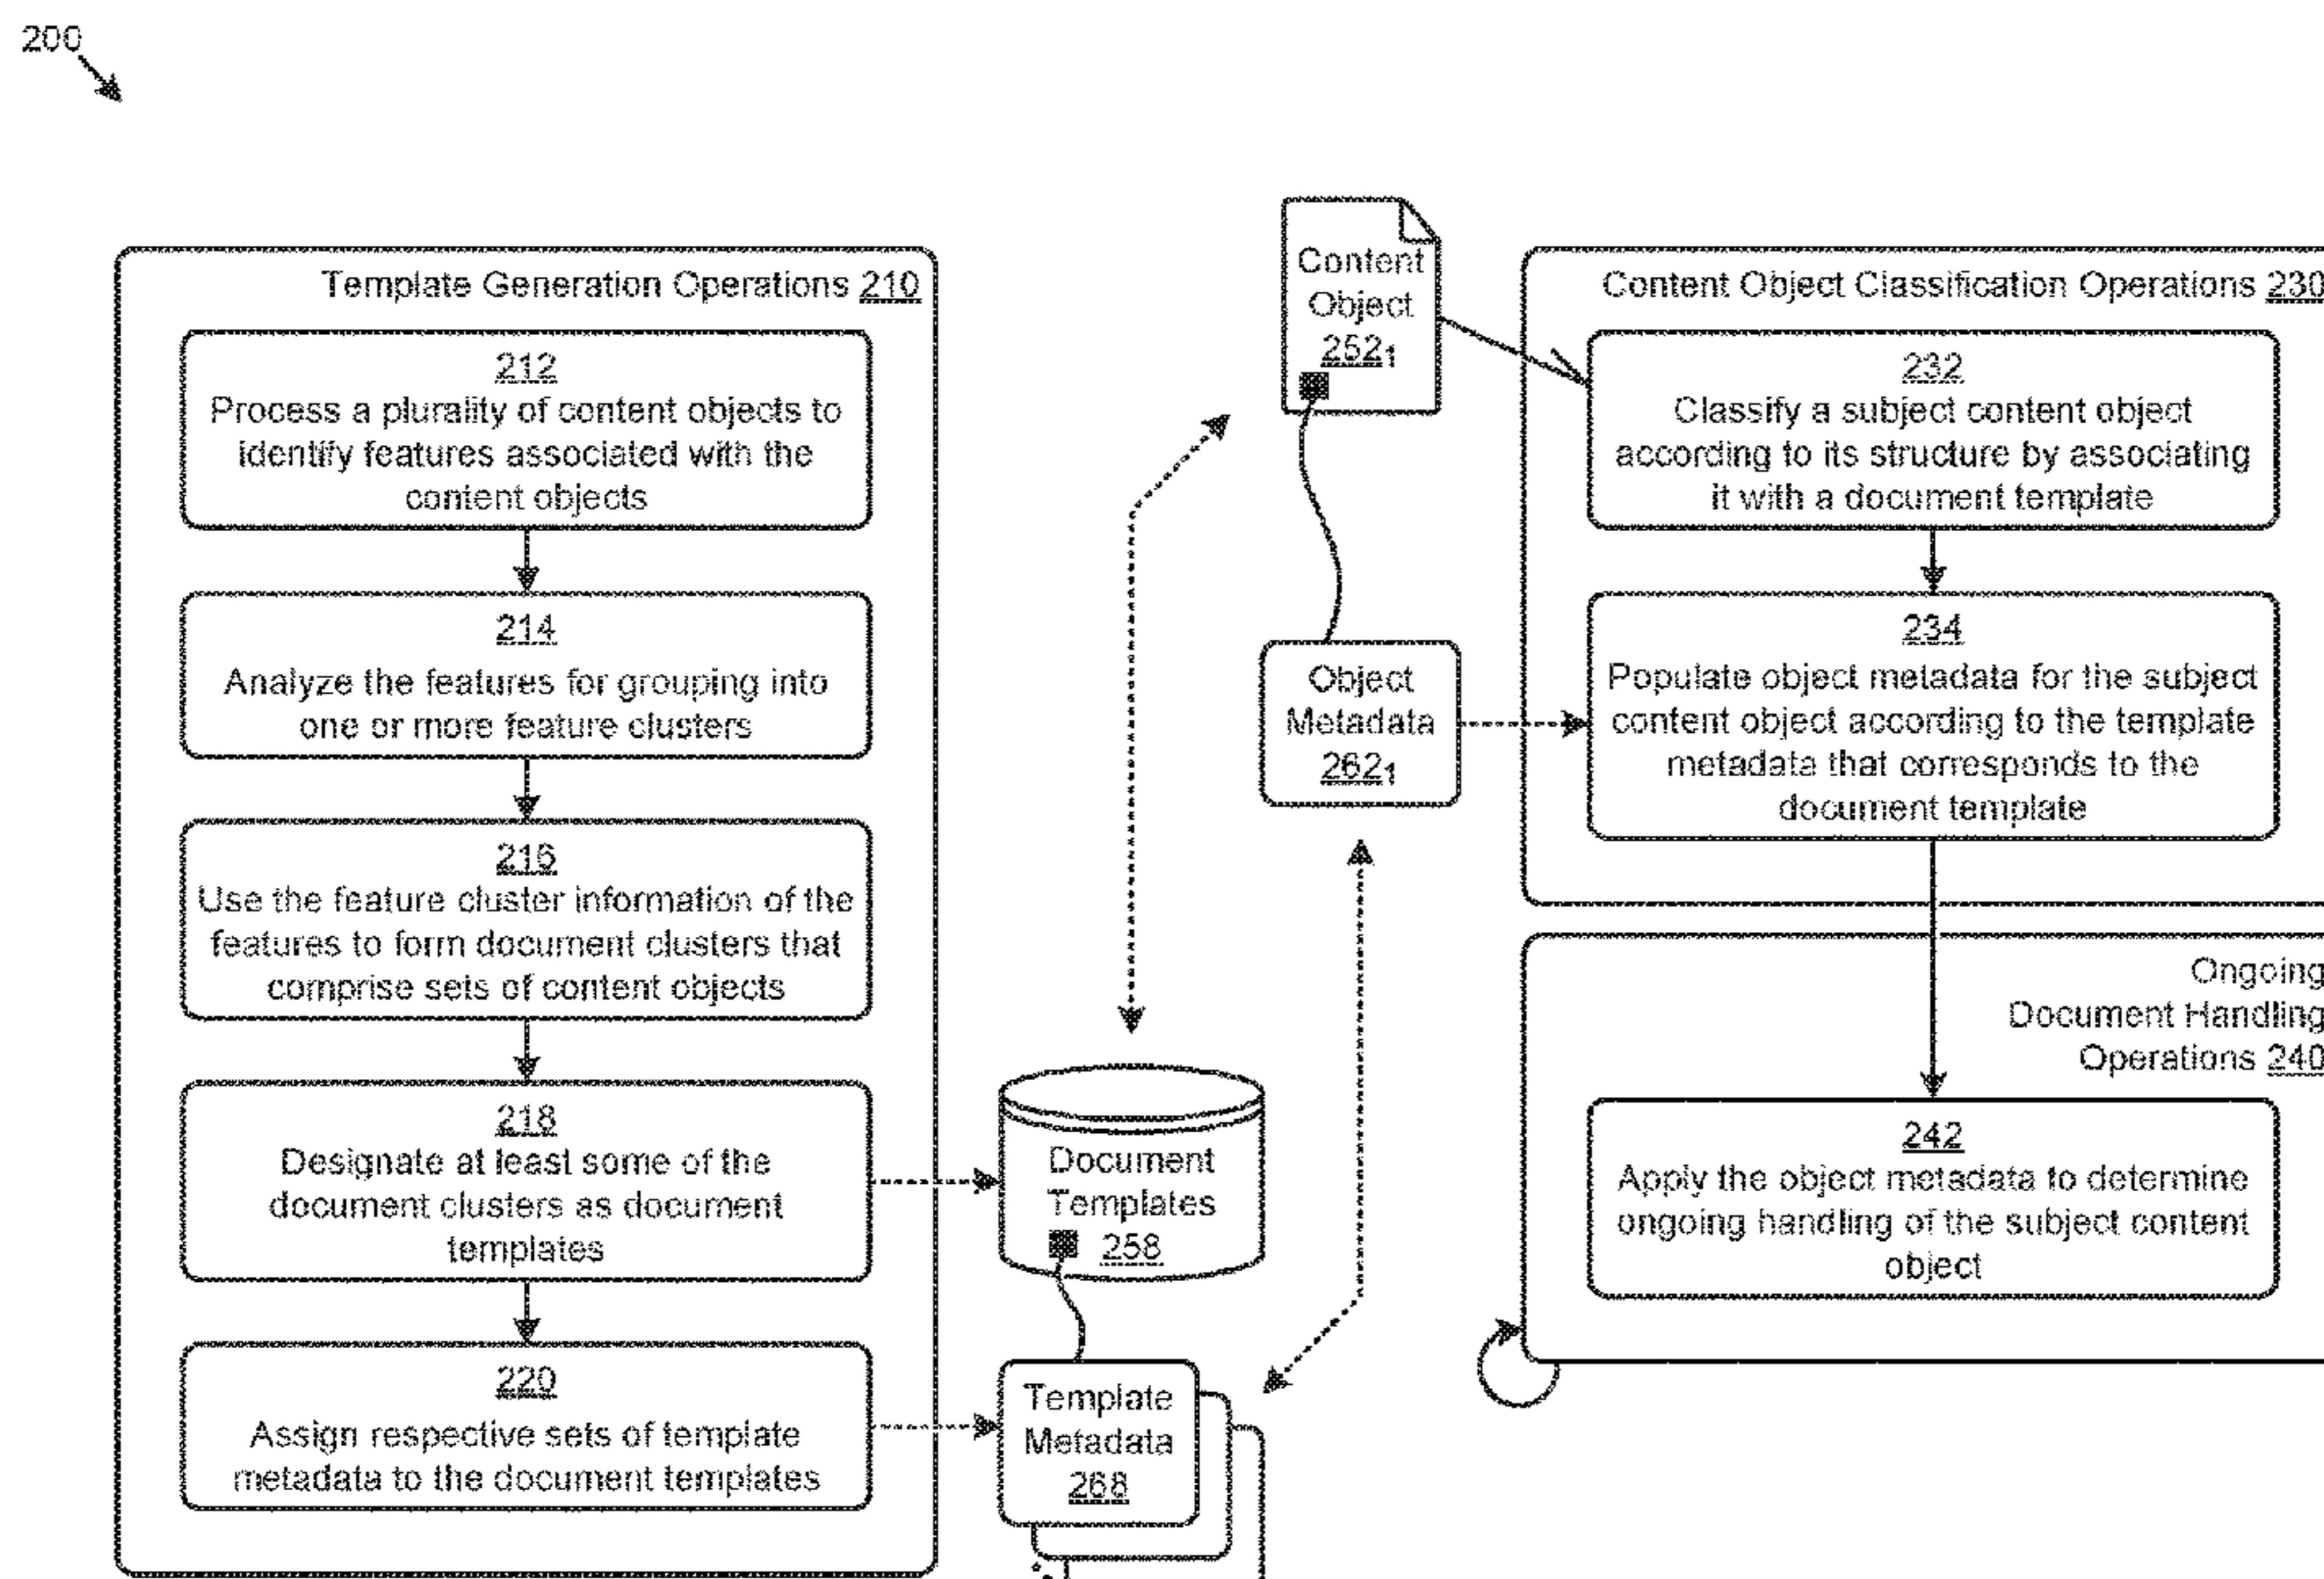 200
Template Generation Operations 210
212
Process a plurality of content objects to
identify features associated with the
content objects
214
Analyze the features for grouping into
one or more feature clusters
216
Use the feature cluster information of the
features to form document clusters that
comprise sets of content objects
218
Designate at least some of the
document clusters as document
templates
220
Assign respective sets of template
metadata to the document templates
Content
Object
252₁
Object
Metadata
262₁
Document
Templates
258
Template
Metadata
268
Content Object Classification Operations 230
232
Classify a subject content object
according to its structure by associating
it with a document template
234
Populate object metadata for the subject
content object according to the template
metadata that corresponds to the
document template
Ongoing
Document Handling
Operations 240
242
Apply the object metadata to determine
ongoing handling of the subject content
object